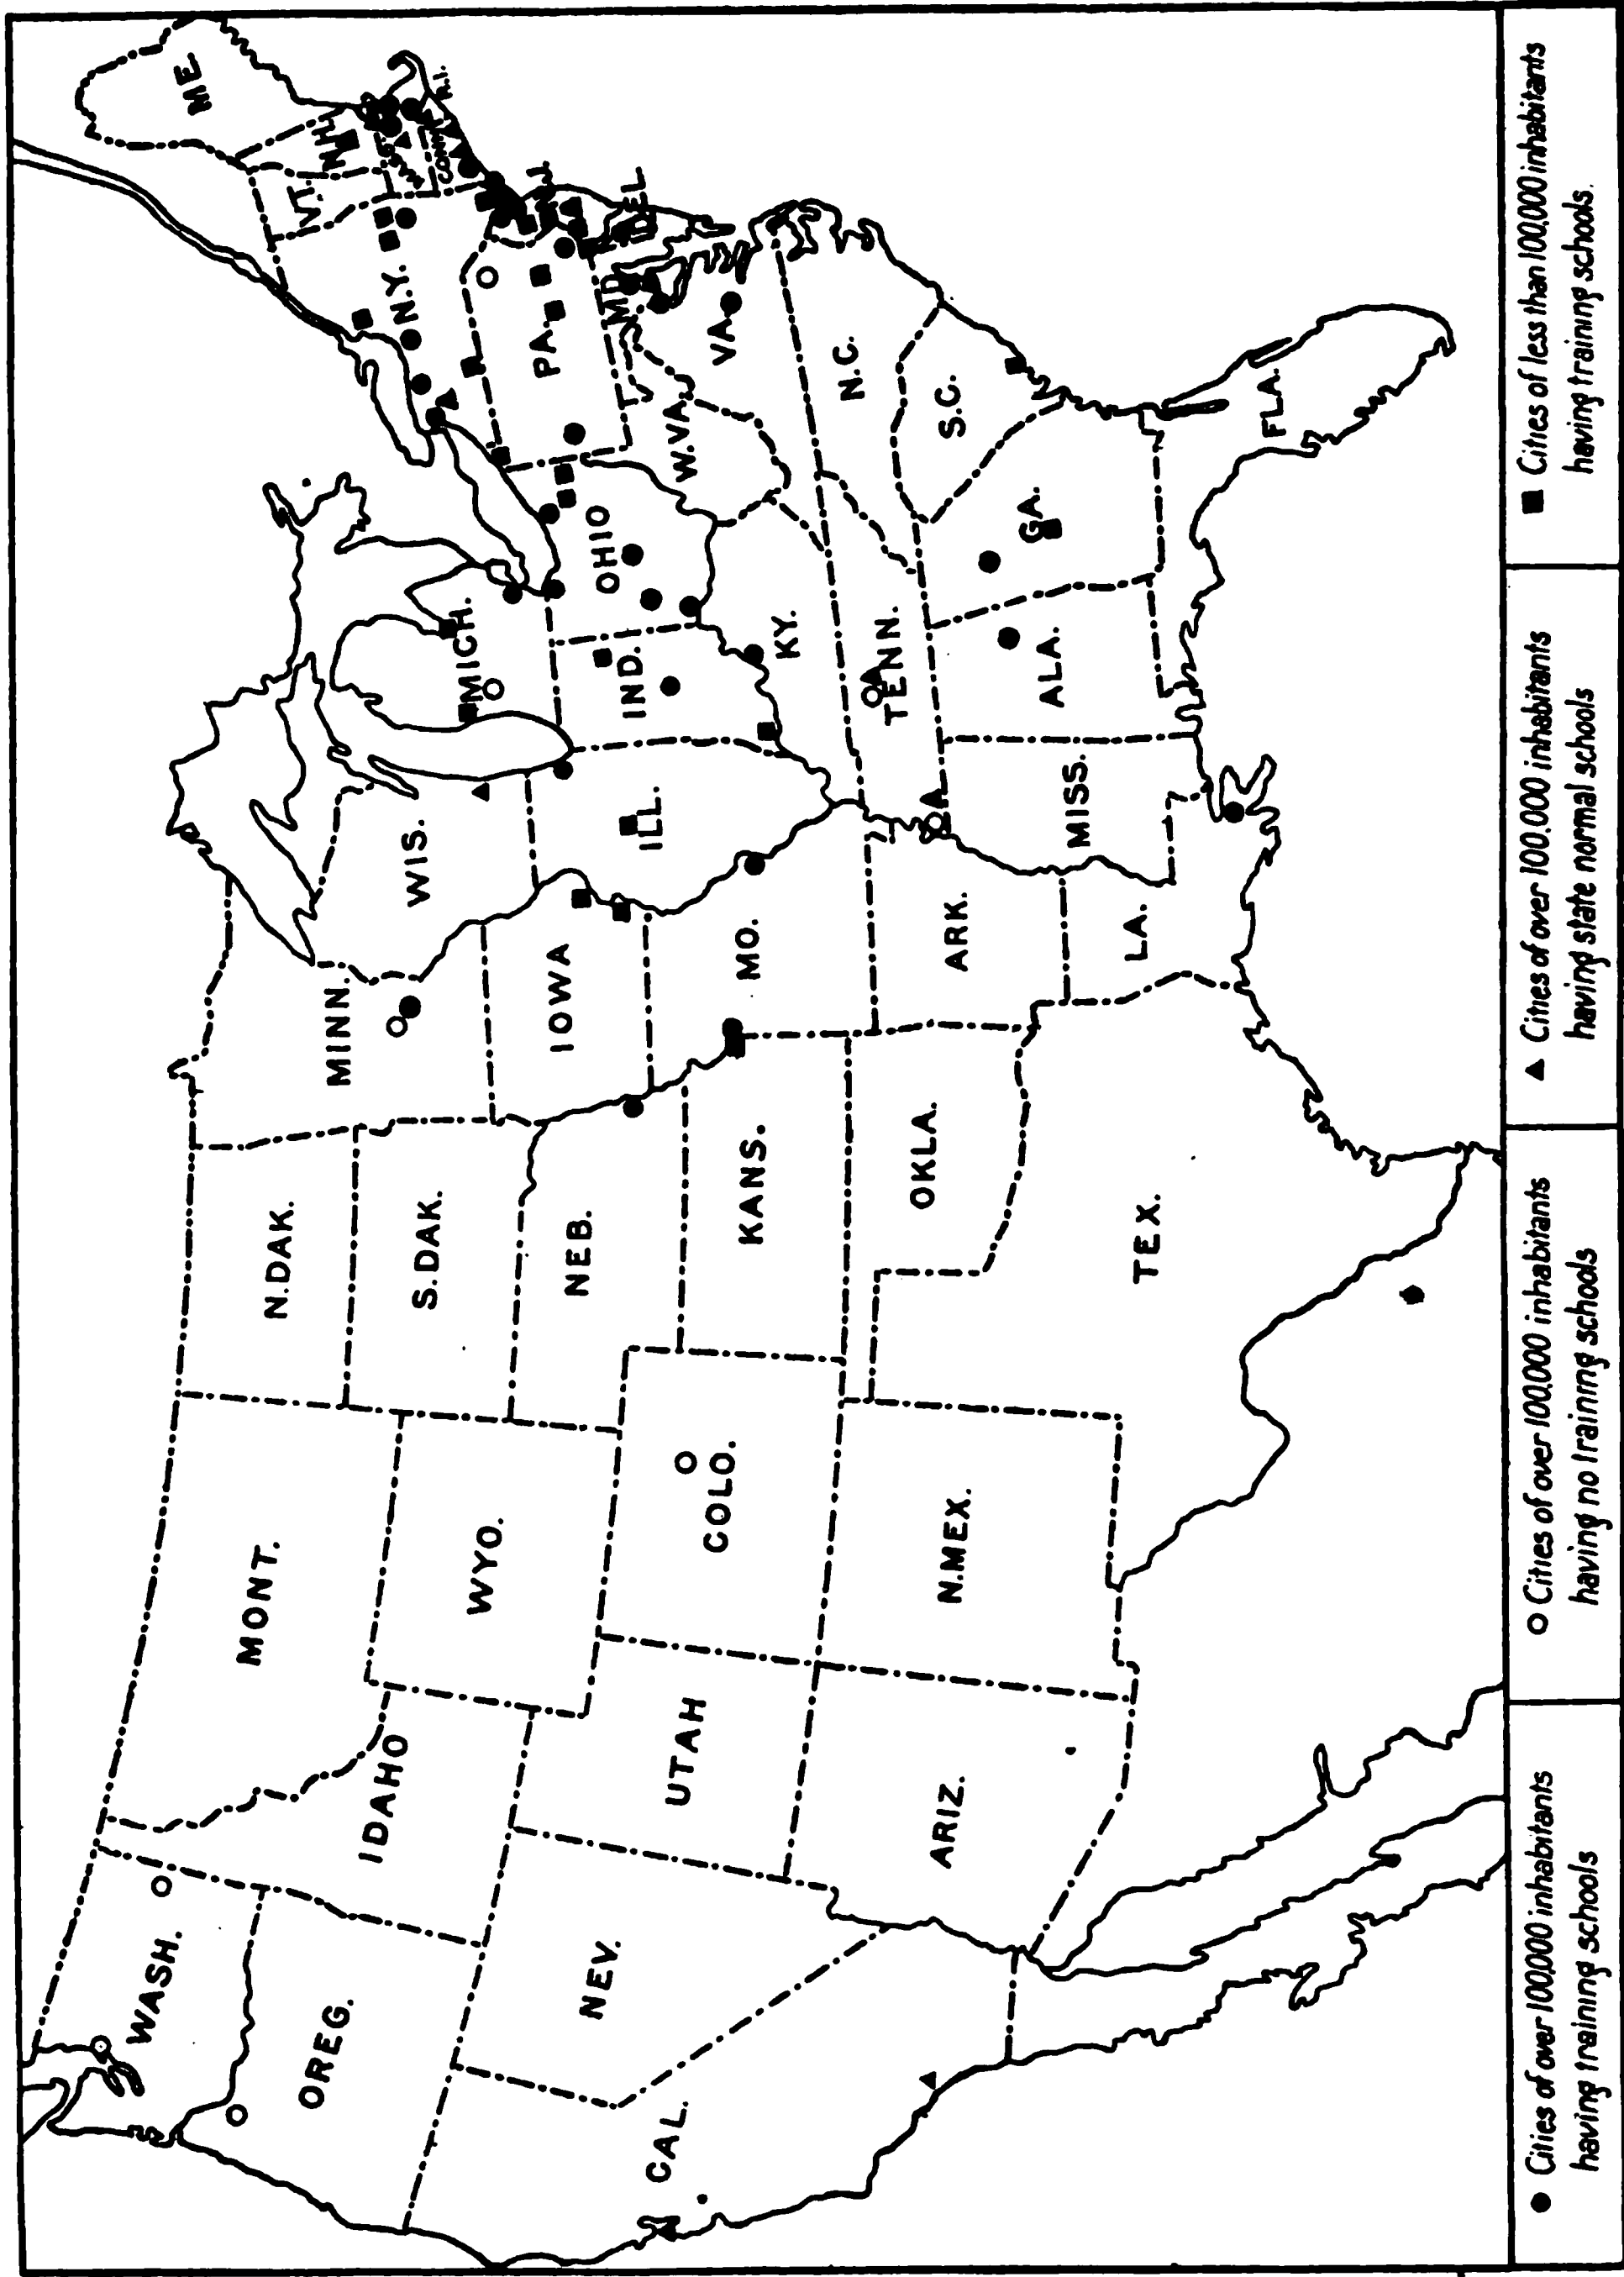 WASH.
OREG.
CAL.
NEV.
IDAHO
MONT.
WYO.
UTAH
ARIZ.
COLO.
N.MEX.
N.DAK.
S.DAK.
NEB.
KANS.
OKLA.
TEX.
MINN.
IOWA
MO.
ARK.
LA.
WIS.
ILL.
MISS.
MICH.
IND.
OHIO
KY.
TENN.
ALA.
GA.
FLA.
S.C.
N.C.
VA.
W.VA.
MD.
DEL
PA.
N.J.
N.Y.
CONN
R.I.
VT.
N.H.
ME.
Cities of over 100,000 inhabitants
having training schools
Cities of over 100,000 inhabitants
having no training schools
Cities of over 100,000 inhabitants
having state normal schools
Cities of less than 100,000 inhabitants
having training schools.